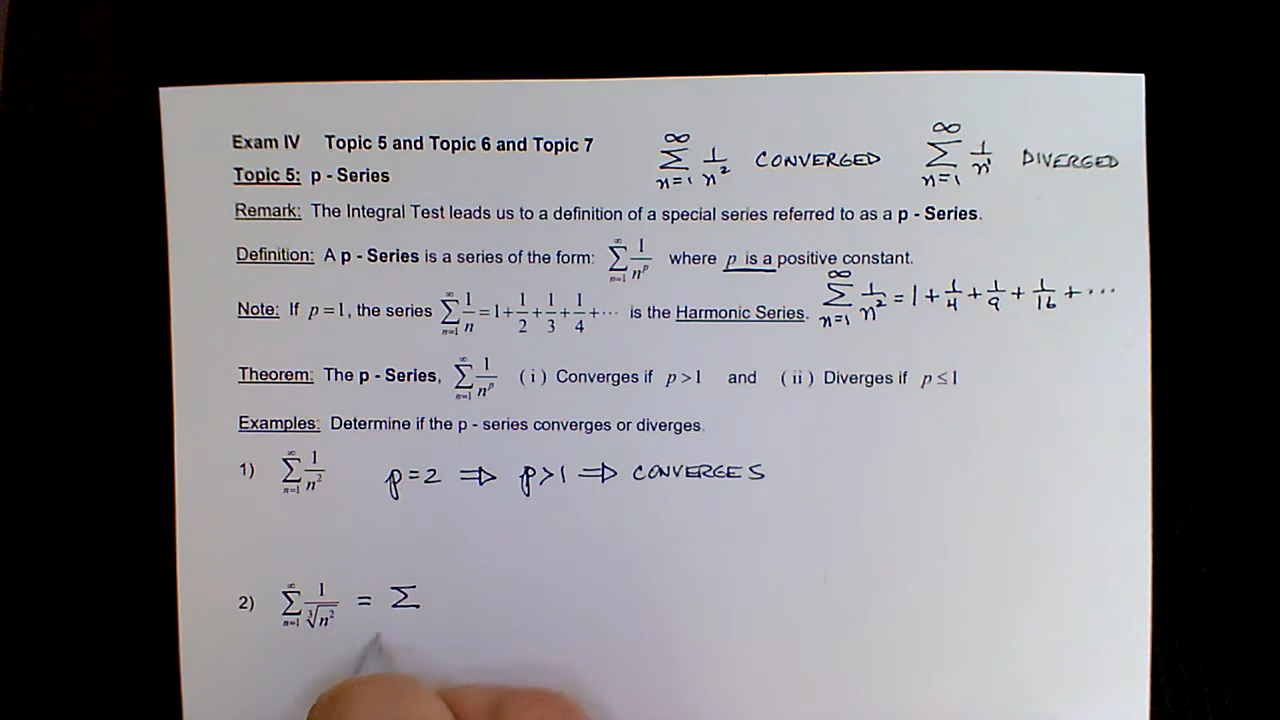 Exam IV Topic 5 and Topic 6 and Topic 7
∞ Σ n=1 1/n² CONVERGED ∞ Σ n=1 1/n¹ DIVERGED
Topic 5: p - Series
Remark: The Integral Test leads us to a definition of a special series referred to as a p - Series.
Definition: A p - Series is a series of the form: ∞ Σ n=1 1/n^p where p is a positive constant.
∞ Σ n=1 1/n² = 1 + 1/4 + 1/9 + 1/16 + ⋯
Note: If p = 1, the series ∞ Σ n=1 1/n = 1 + 1/2 + 1/3 + 1/4 + ⋯ is the Harmonic Series.
Theorem: The p - Series, ∞ Σ n=1 1/n^p ( i ) Converges if p > 1 and ( ii ) Diverges if p ≤ 1
Examples: Determine if the p - series converges or diverges.
1) ∞ Σ n=1 1/n² p = 2 ⇒ p > 1 ⇒ CONVERGES
2) ∞ Σ n=1 1/∛n² = Σ